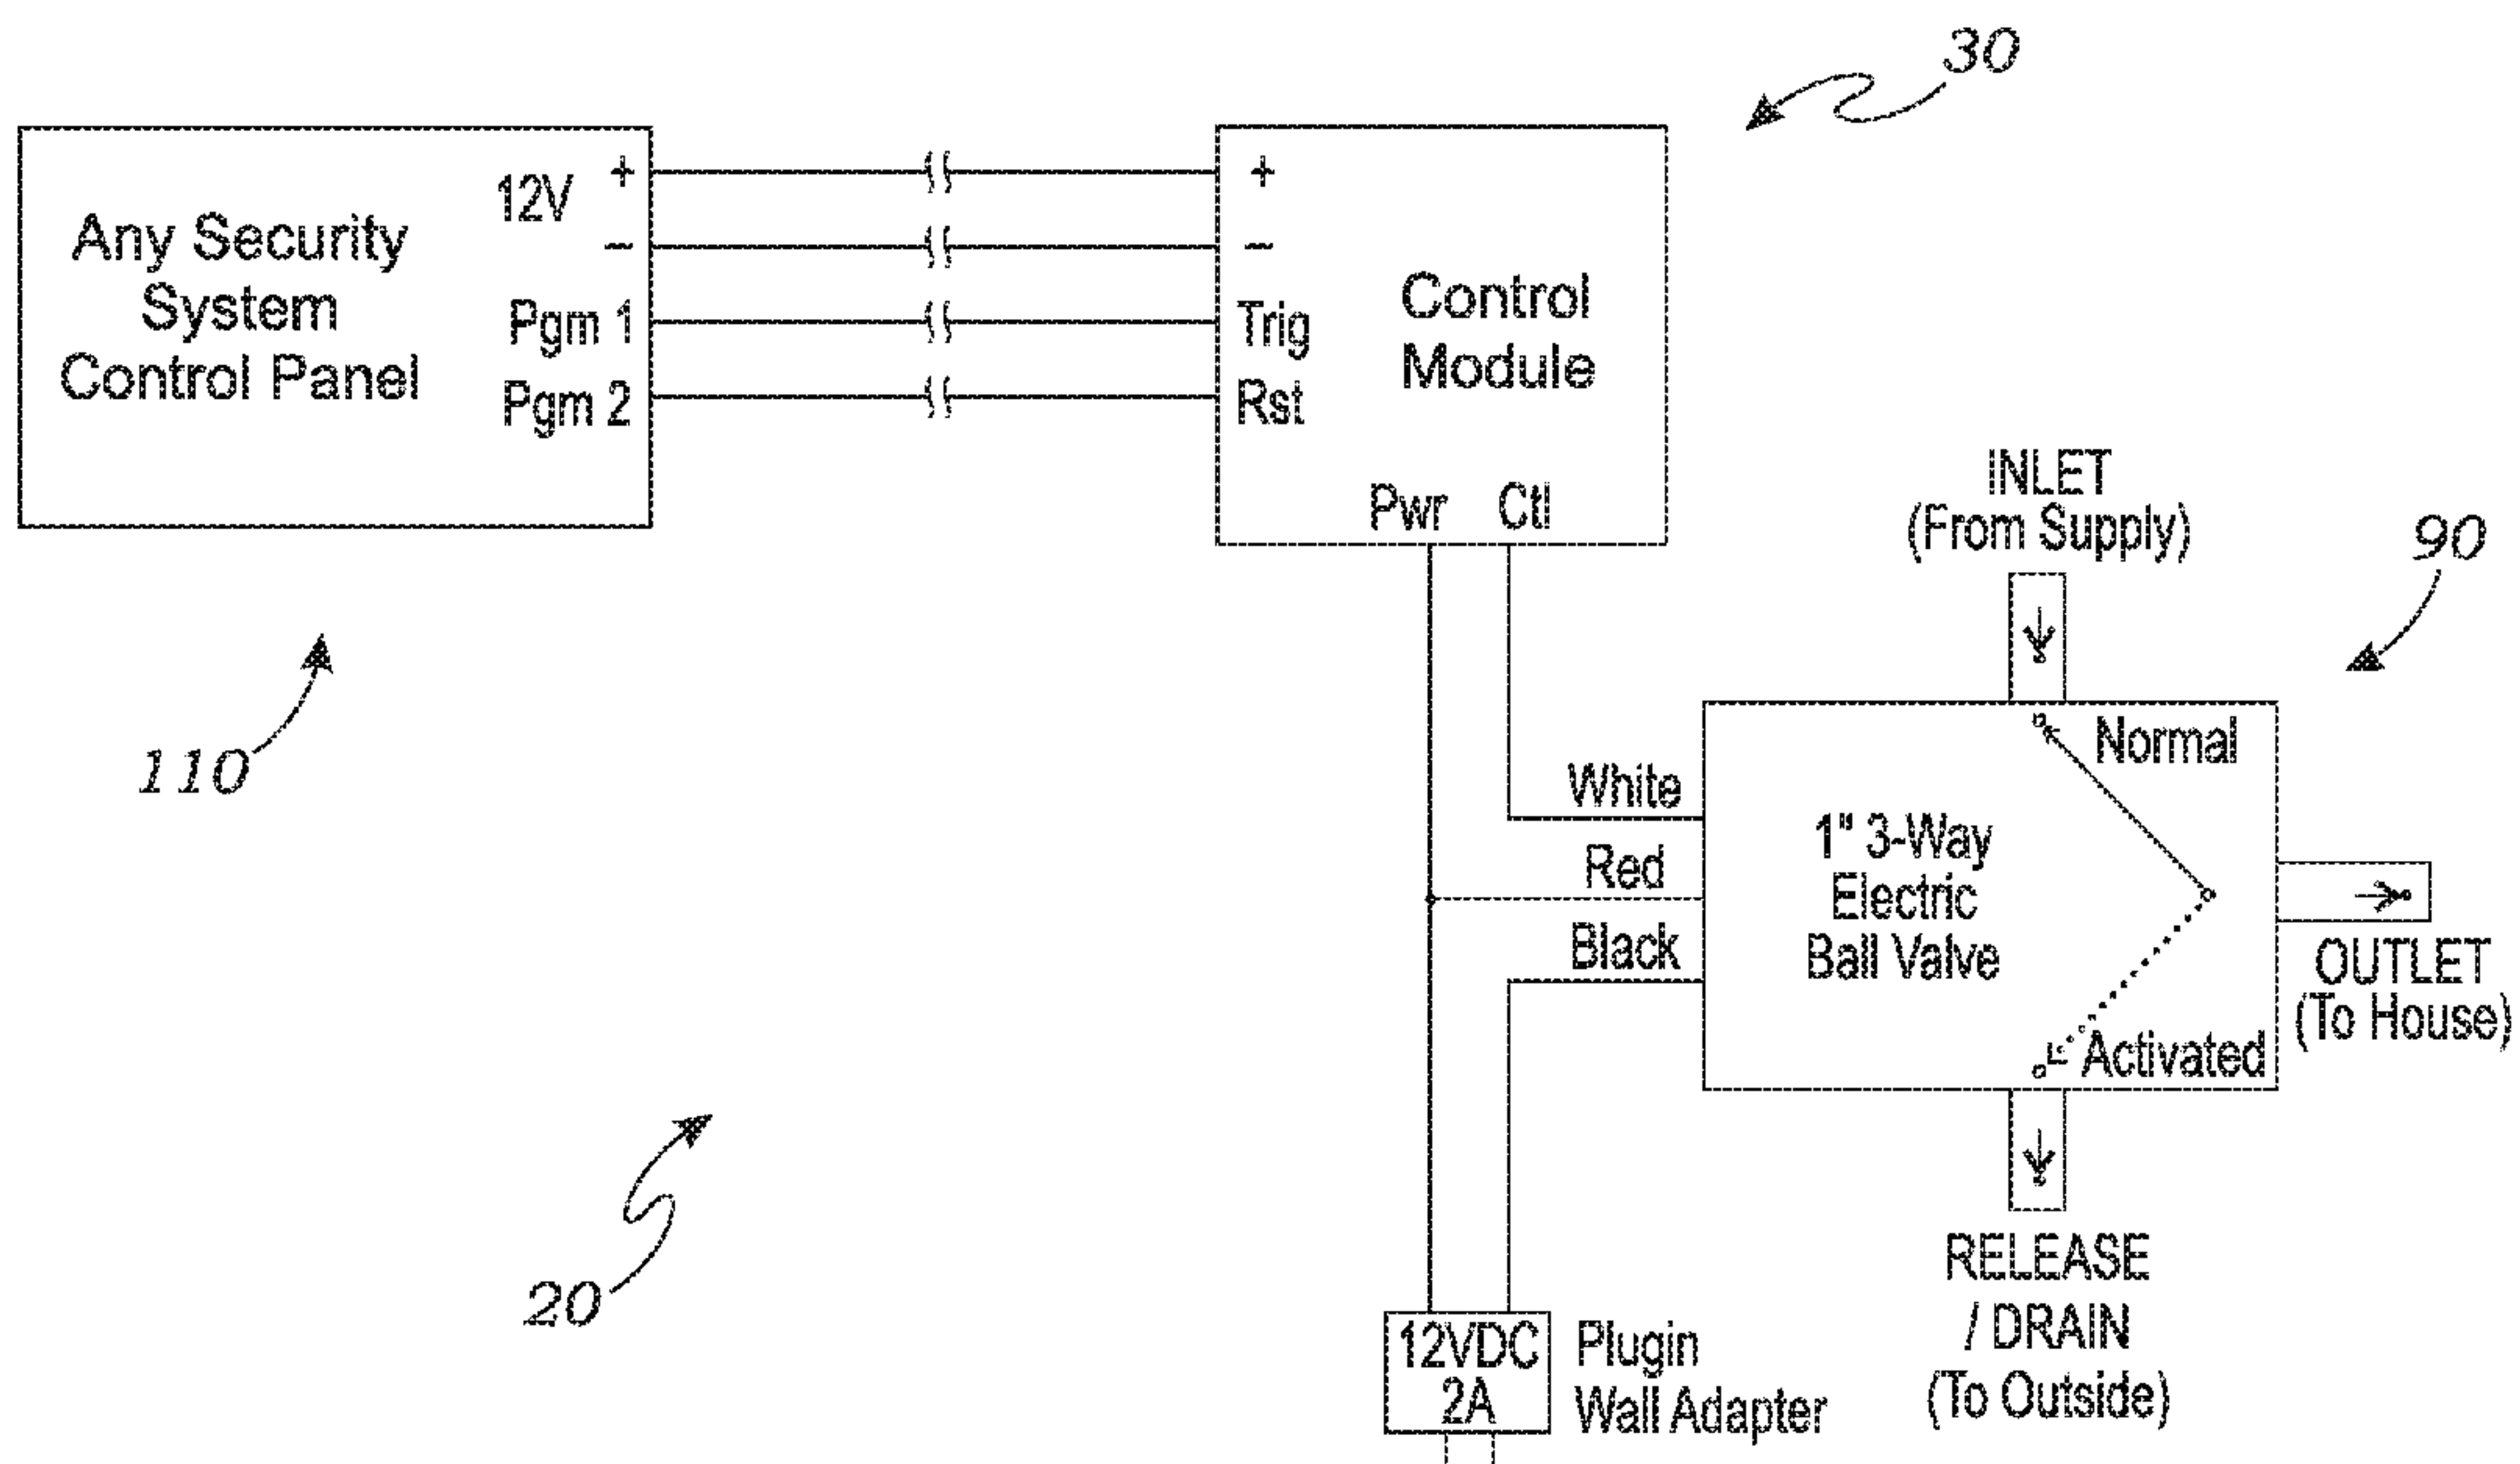 30
Any Security
System
Control Panel
12V
+
−
Pgm 1
Pgm 2
+
−
Trig
Rst
Control
Module
Pwr
Ctl
110
INLET
(From Supply)
90
White
Red
Black
1" 3-Way
Electric
Ball Valve
Normal
Activated
OUTLET
(To House)
20
RELEASE
/ DRAIN
(To Outside)
12VDC
2A
Plugin
Wall Adapter